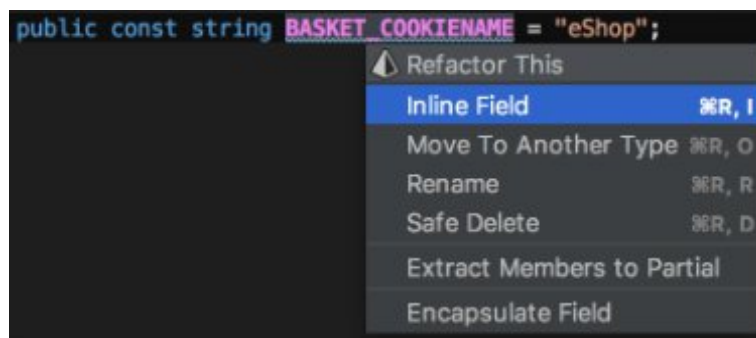 public const string BASKET_COOKIENAME = "eShop";
Refactor This
Inline Field ⌘R, I
Move To Another Type ⌘R, O
Rename ⌘R, R
Safe Delete ⌘R, D
Extract Members to Partial
Encapsulate Field